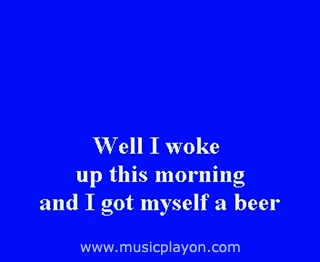 Well I woke
up this morning
and I got myself a beer
www.musicplayon.com